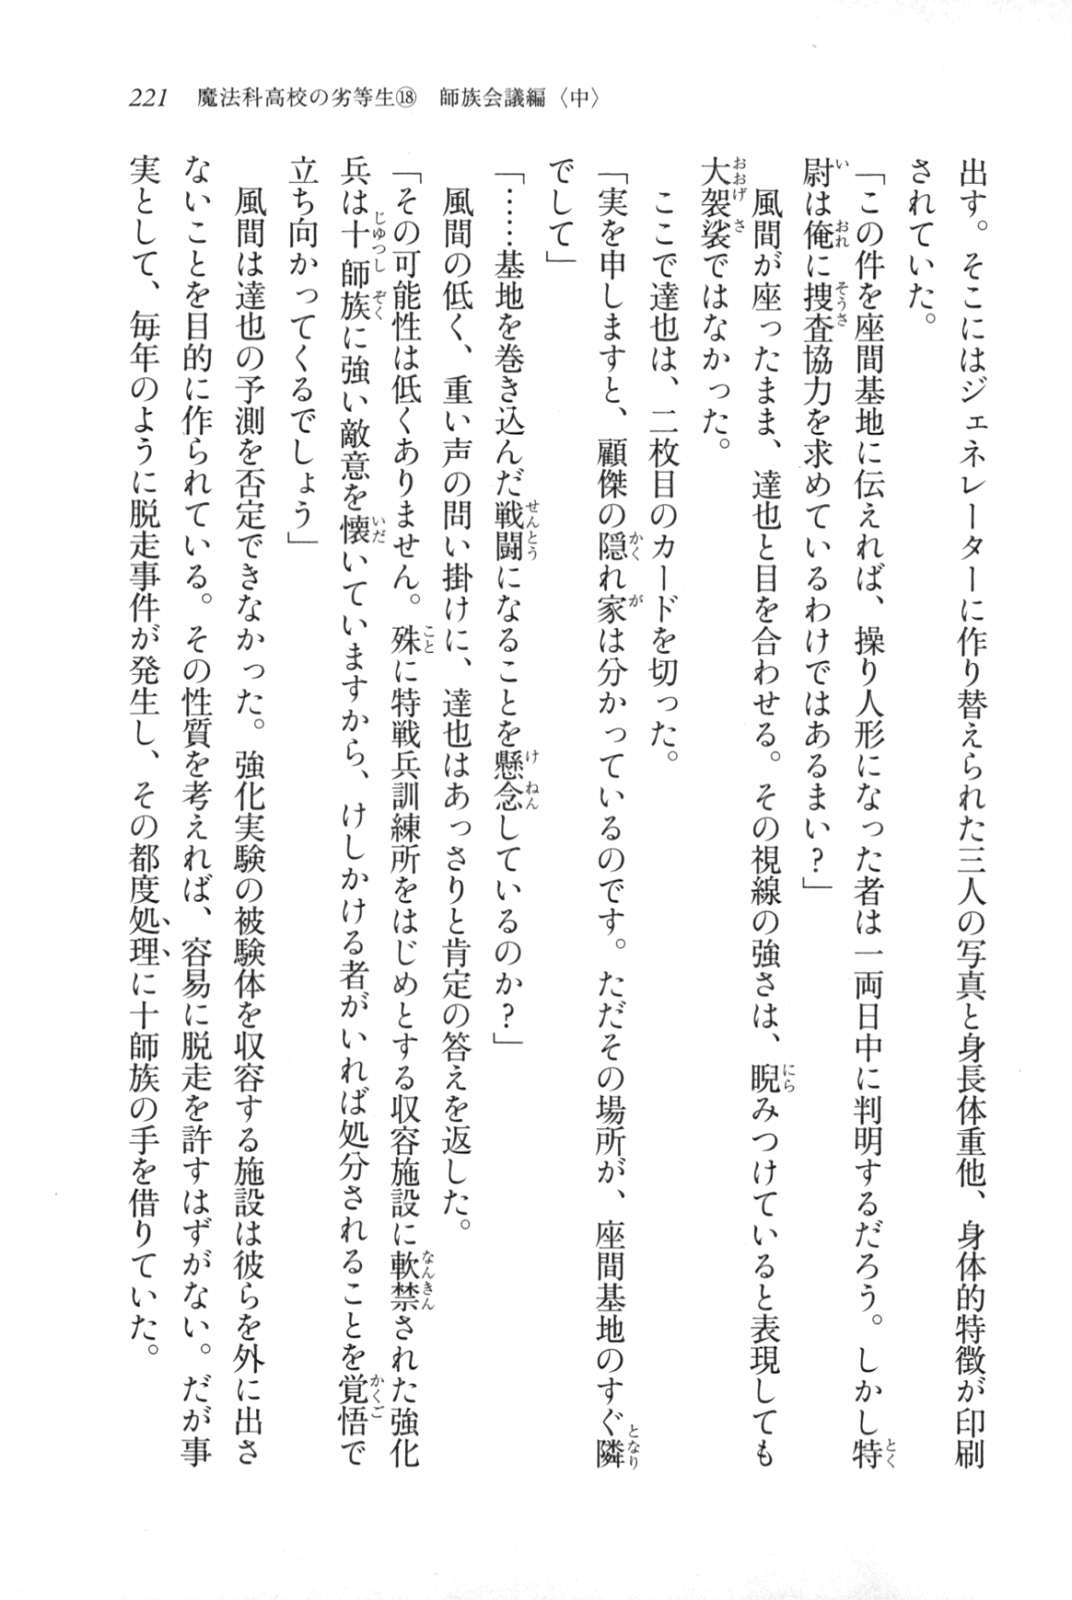 221　魔法科高校の劣等生⑱　師族会議編〈中〉
出す。そこにはジェネレーターに作り替えられた三人の写真と身長体重他、身体的特徴が印刷
されていた。
「この件を座間基地に伝えれば、操り人形になった者は一両日中に判明するだろう。しかし特
尉は俺に捜査協力を求めているわけではあるまい？」
　風間が座ったまま、達也と目を合わせる。その視線の強さは、睨みつけていると表現しても
大袈裟ではなかった。
　ここで達也は、二枚目のカードを切った。
「実を申しますと、顧傑の隠れ家は分かっているのです。ただその場所が、座間基地のすぐ隣
でして」
「……基地を巻き込んだ戦闘になることを懸念しているのか？」
　風間の低く、重い声の問い掛けに、達也はあっさりと肯定の答えを返した。
「その可能性は低くありません。殊に特戦兵訓練所をはじめとする収容施設に軟禁された強化
兵は十師族に強い敵意を懐いていますから、けしかける者がいれば処分されることを覚悟で
立ち向かってくるでしょう」
　風間は達也の予測を否定できなかった。強化実験の被験体を収容する施設は彼らを外に出さ
ないことを目的に作られている。その性質を考えれば、容易に脱走を許すはずがない。だが事
実として、毎年のように脱走事件が発生し、その都度処理に十師族の手を借りていた。